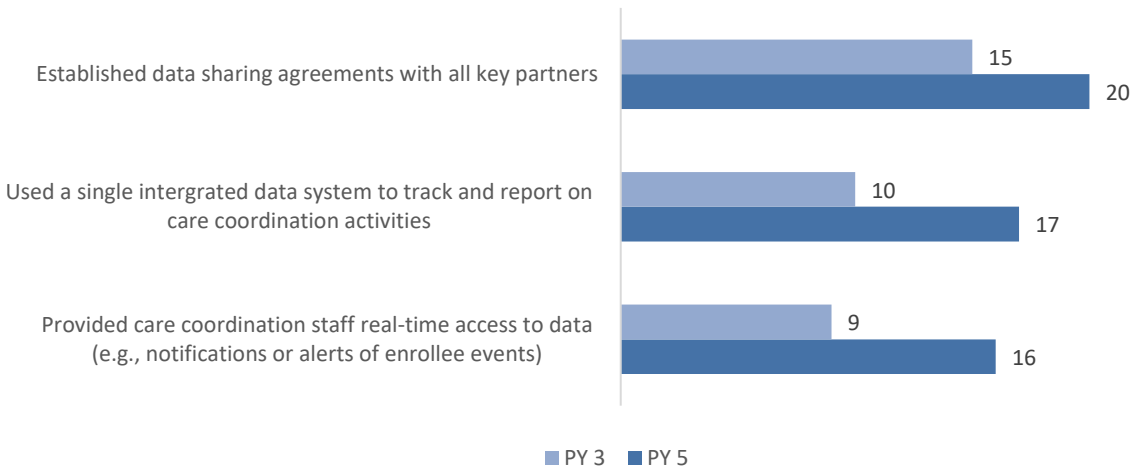 Established data sharing agreements with all key partners
15
20
Used a single intergrated data system to track and report on
care coordination activities
10
17
Provided care coordination staff real-time access to data
(e.g., notifications or alerts of enrollee events)
9
16
PY 3 PY 5